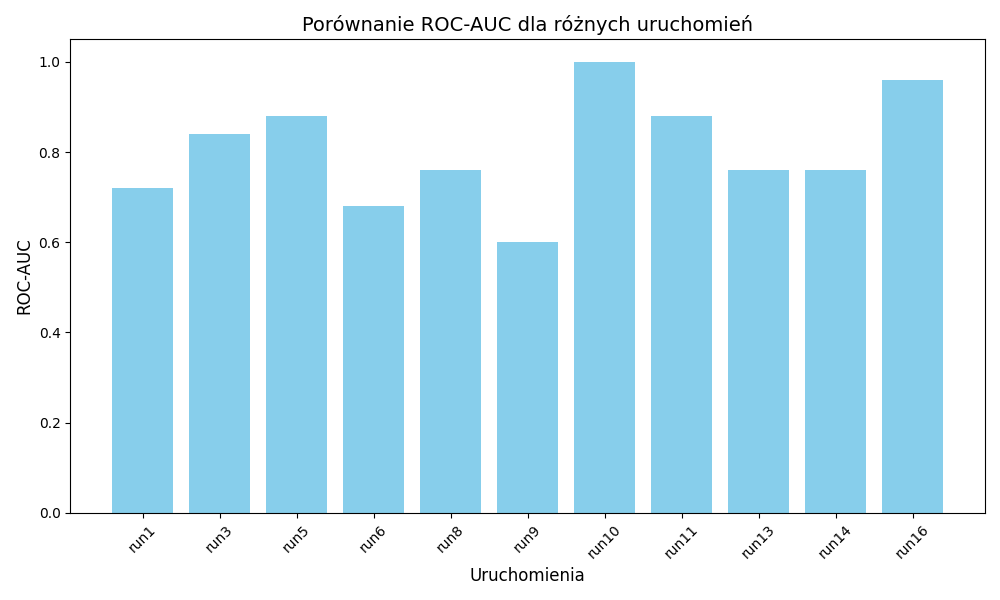 Porównanie ROC-AUC dla różnych uruchomień
ROC-AUC
1.0
0.8
0.6
0.4
0.2
0.0
run1
run3
run5
run6
run8
run9
run10
run11
run13
run14
run16
Uruchomienia